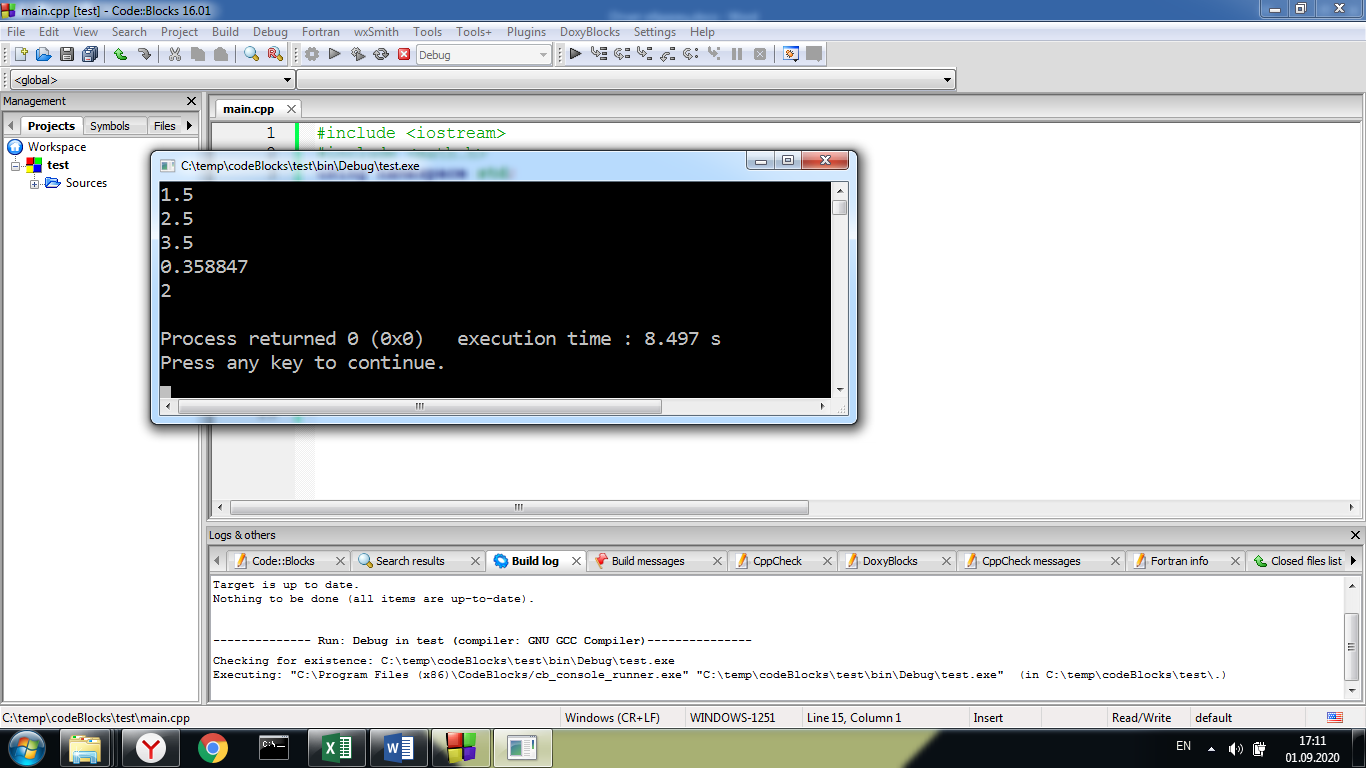 main.cpp [test] - Code::Blocks 16.01
File Edit View Search Project Build Debug Fortran wxSmith Tools Tools+ Plugins DoxyBlocks Settings Help
Debug
<global>
Management
main.cpp
Projects Symbols Files
Workspace
test
Sources
1 #include <iostream>
C:\temp\codeBlocks\test\bin\Debug\test.exe
1.5
2.5
3.5
0.358847
2
Process returned 0 (0x0) execution time : 8.497 s
Press any key to continue.
Logs & others
Code::Blocks Search results Build log Build messages CppCheck DoxyBlocks CppCheck messages Fortran info Closed files list
Target is up to date.
Nothing to be done (all items are up-to-date).
-------------- Run: Debug in test (compiler: GNU GCC Compiler)---------------
Checking for existence: C:\temp\codeBlocks\test\bin\Debug\test.exe
Executing: "C:\Program Files (x86)\CodeBlocks/cb_console_runner.exe" "C:\temp\codeBlocks\test\bin\Debug\test.exe" (in C:\temp\codeBlocks\test\.)
C:\temp\codeBlocks\test\main.cpp Windows (CR+LF) WINDOWS-1251 Line 15, Column 1 Insert Read/Write default
EN 17:11
01.09.2020